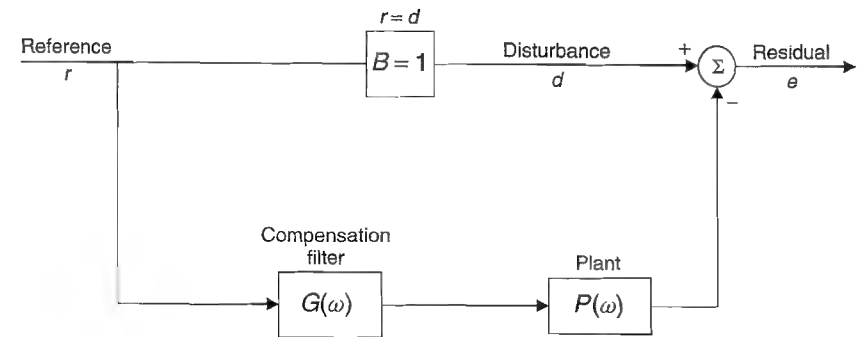 r = d
Reference
r
B = 1
Disturbance
d
+
Σ
Residual
e
−
Compensation
filter
G(ω)
Plant
P(ω)